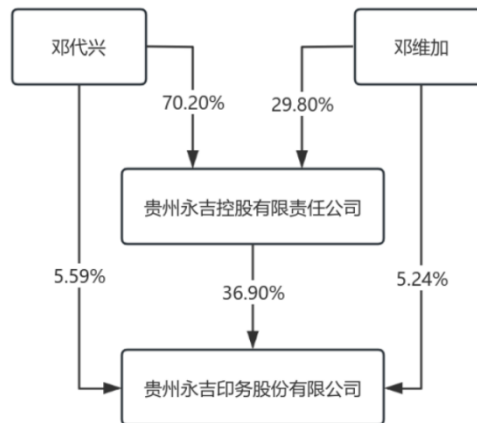 邓代兴
邓维加
70.20%
29.80%
贵州永吉控股有限责任公司
5.59%
36.90%
5.24%
贵州永吉印务股份有限公司